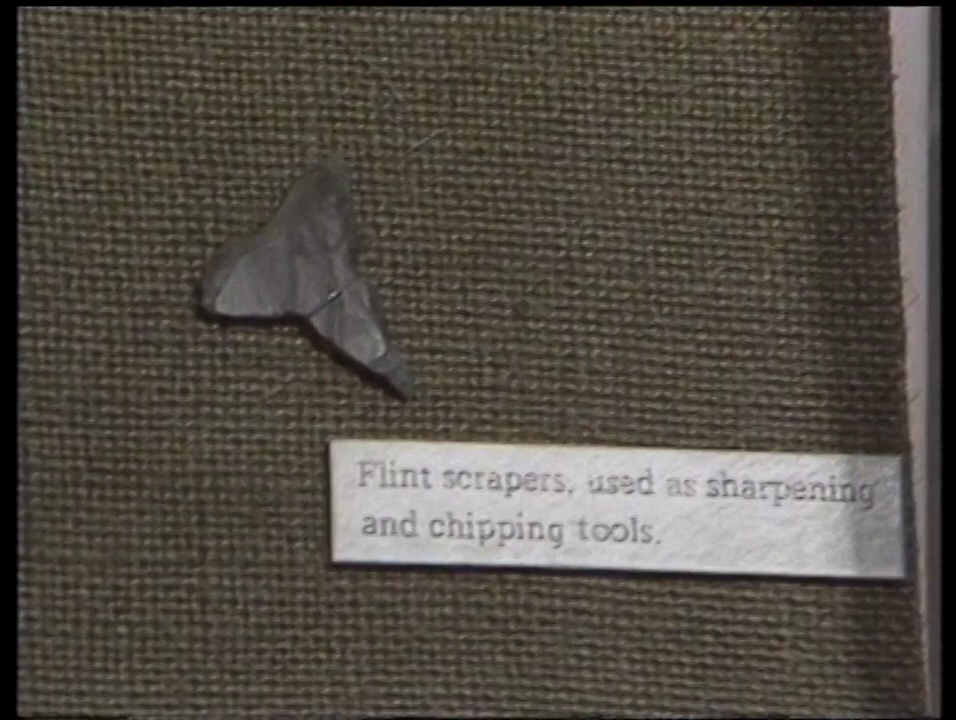 Flint scrapers, used as sharpening
and chipping tools.